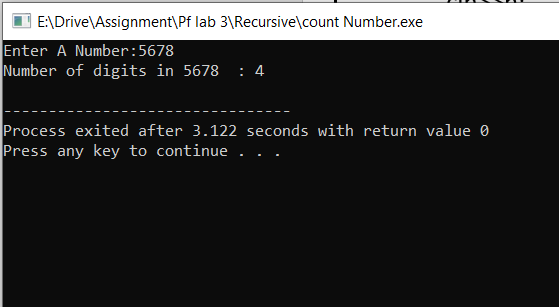 E:\Drive\Assignment\Pf lab 3\Recursive\count Number.exe
Enter A Number:5678
Number of digits in 5678  : 4
--------------------------------
Process exited after 3.122 seconds with return value 0
Press any key to continue . . .